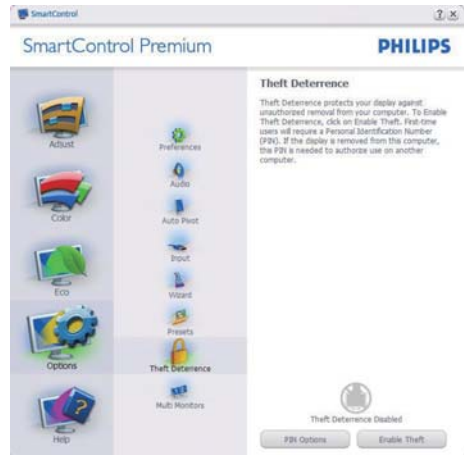 SmartControl
? X
SmartControl Premium
PHILIPS
Adjust
Color
Eco
Options
Help
Preferences
Audio
Auto Pivot
Input
Wizard
Presets
Theft Deterrence
Multi Monitors
Theft Deterrence
Theft Deterrence protects your display against
unauthorized removal from your computer. To Enable
Theft Deterrence, click on Enable Theft. First-time
users will require a Personal Identification Number
(PIN). If the display is removed from this computer,
this PIN is needed to authorize use on another
computer.
Theft Deterrence Disabled
PIN Options
Enable Theft